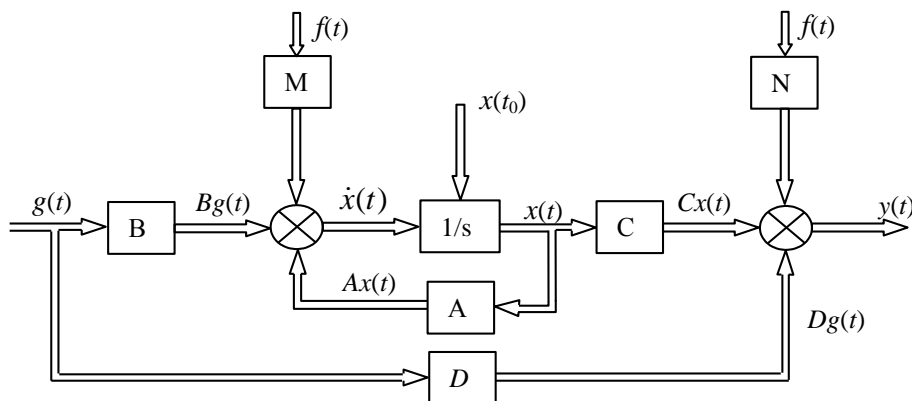 f(t)
f(t)
M
N
x(t₀)
g(t)
B
Bg(t)
ẋ(t)
1/s
x(t)
C
Cx(t)
y(t)
Ax(t)
A
Dg(t)
D